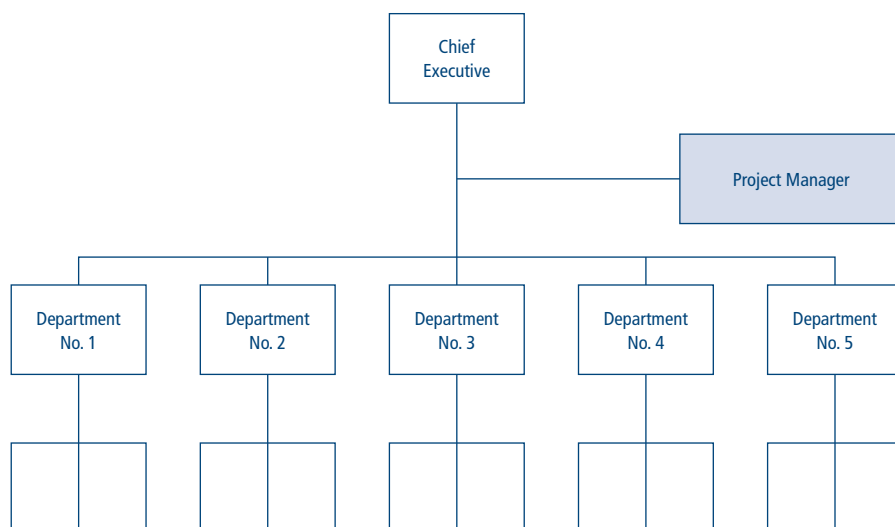 Chief
Executive
Project Manager
Department
No. 1
Department
No. 2
Department
No. 3
Department
No. 4
Department
No. 5